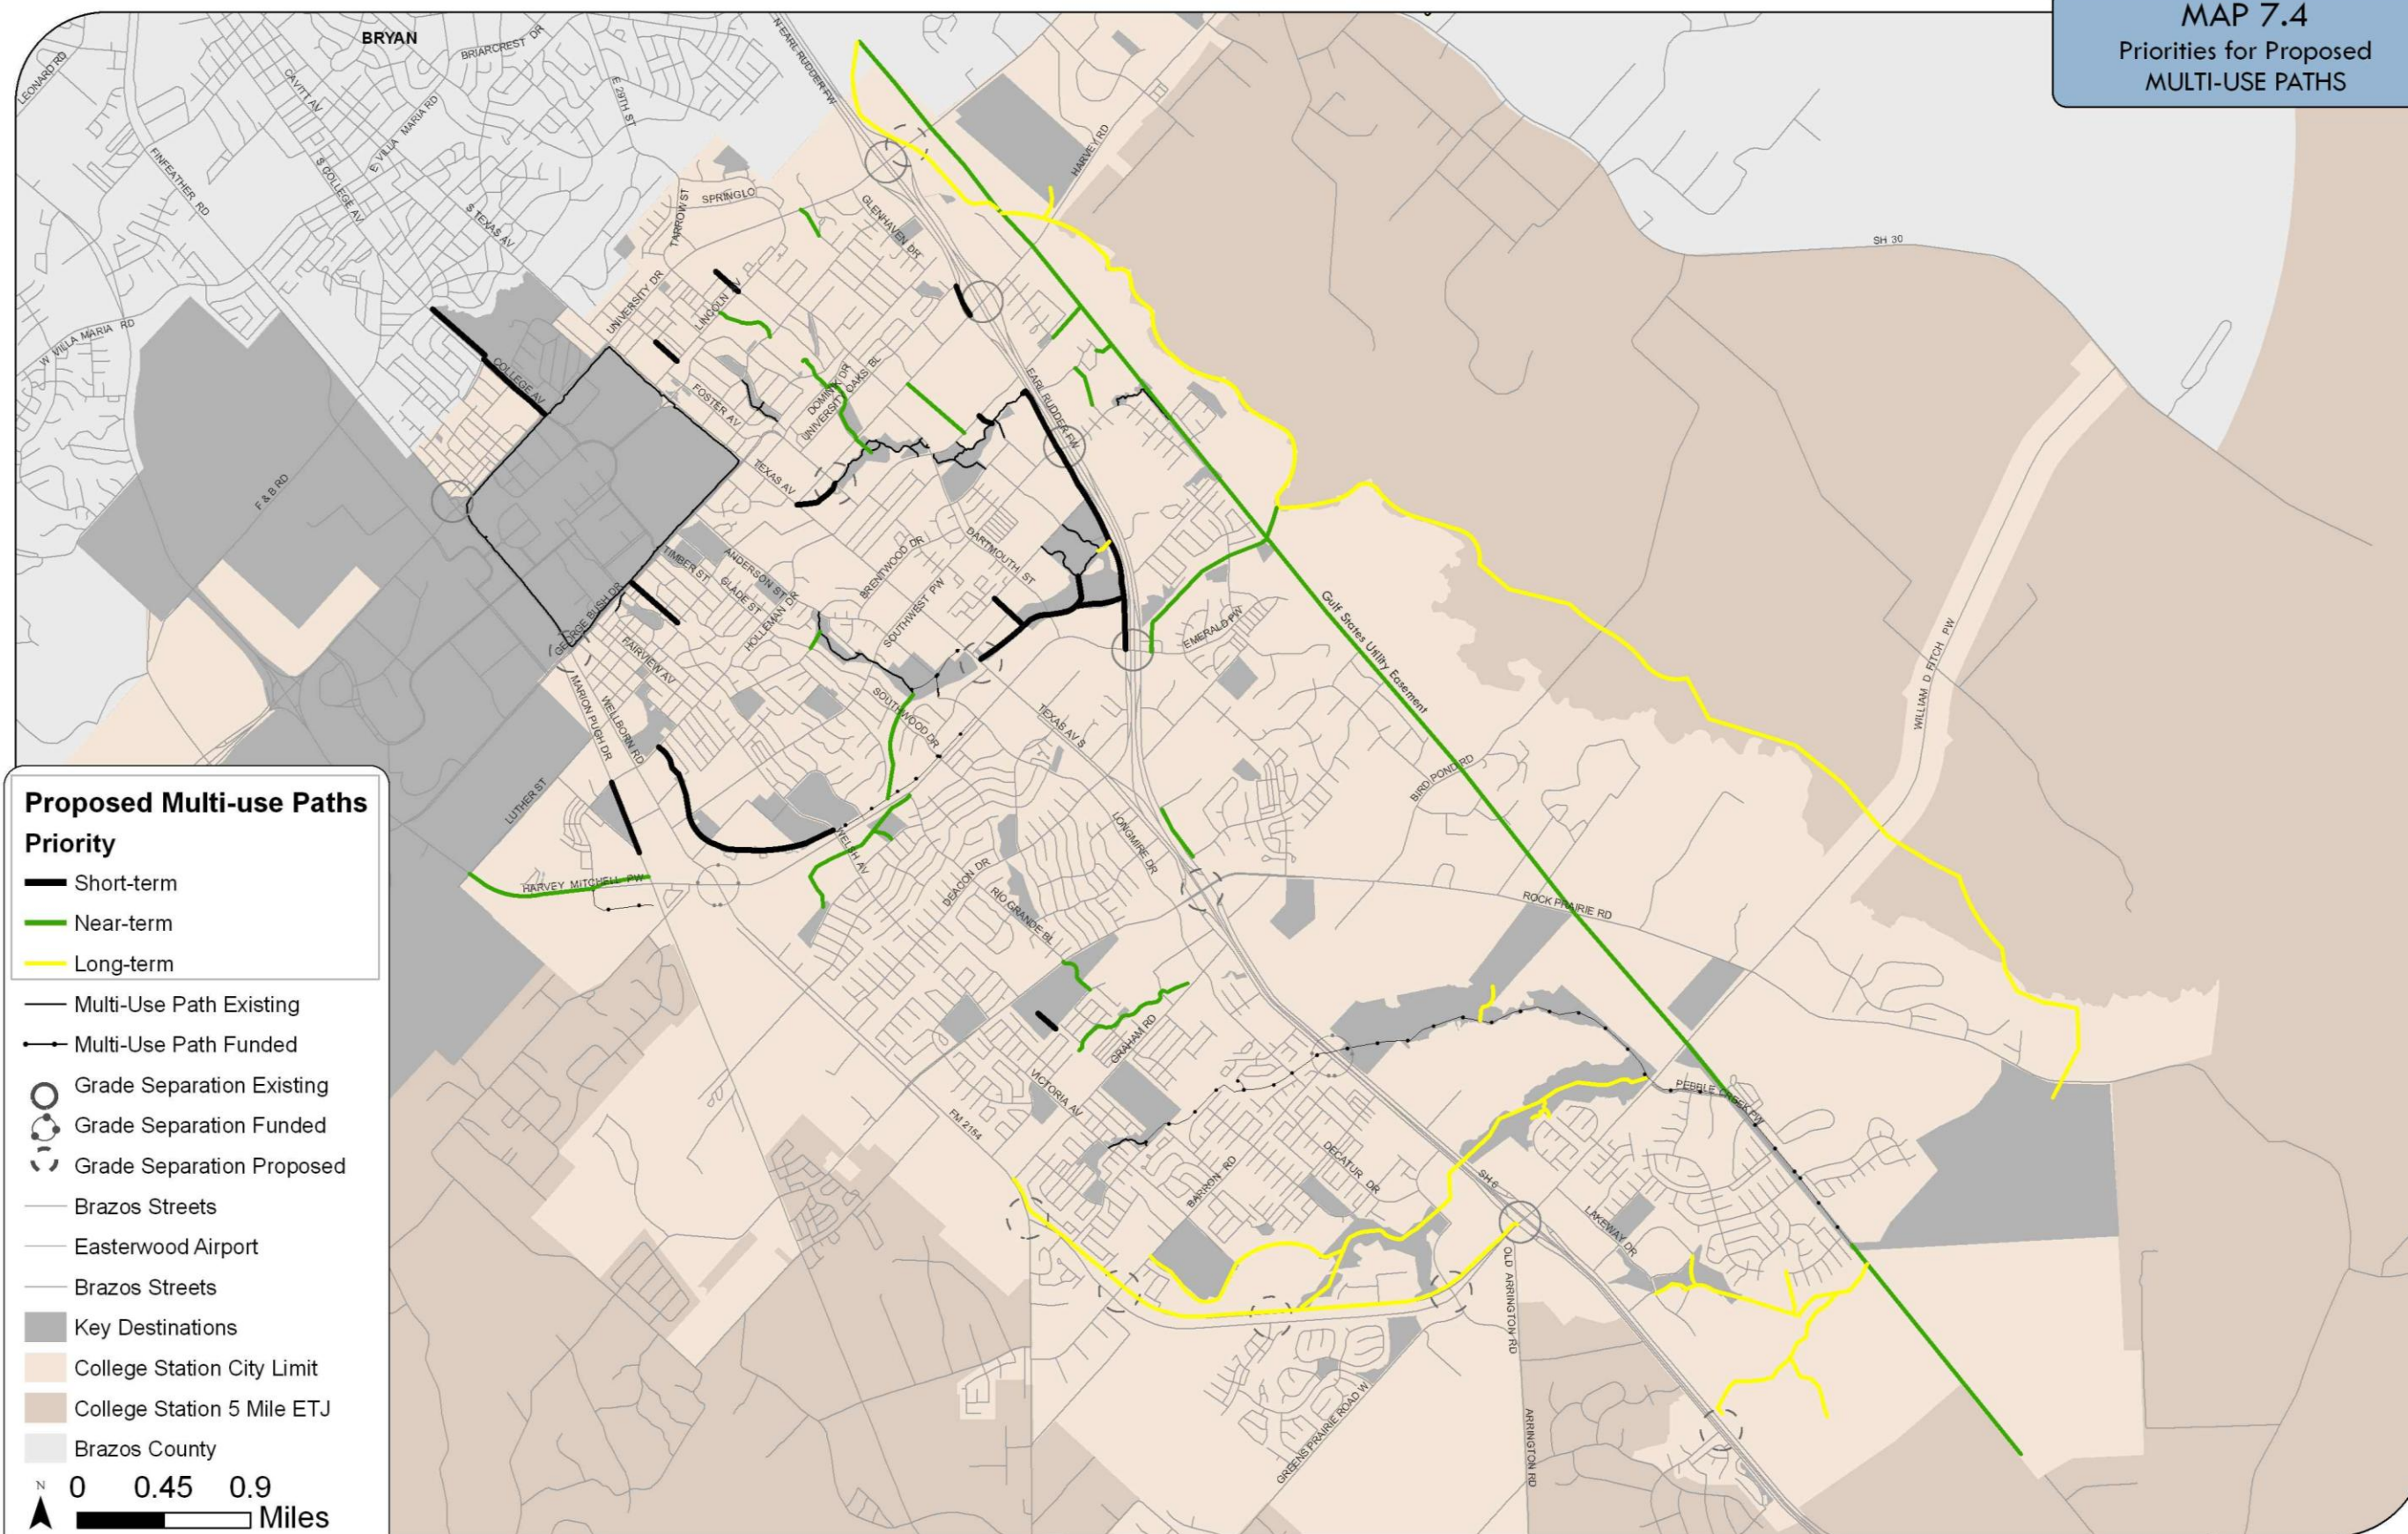 MAP 7.4
Priorities for Proposed
MULTI-USE PATHS
BRYAN
BRIARCREST DR
LEONARD RD
CAVITT AV
E VILLA MARIA RD
E 29TH ST
N EARL RUDDER FW
FINFEATHER RD
S COLLEGE AV
S TEXAS AV
TARROW ST
SPRINGLO
GLENHAVEN DR
HARVEY RD
SH 30
W VILLA MARIA RD
UNIVERSITY DR
LINCOLN AV
COLLEGE AV
FOSTER AV
DOMINIK DR
UNIVERSITY OAKS BL
EARL RUDDER FW
F & B RD
TEXAS AV
TIMBER ST
ANDERSON ST
GLADE ST
HOLLEMAN DR
BRENTWOOD DR
DARTMOUTH ST
SOUTHWEST PW
GEORGE BUSH DR
FAIRVIEW AV
EMERALD PW
Gulf States Utility Easement
WILLIAM D FITCH PW
MARION PUGH DR
WELLBORN RD
SOUTHWOOD DR
TEXAS AV S
BIRD POND RD
LUTHER ST
LONGMIRE DR
WELSH AV
HARVEY MITCHELL PW
DEACON DR
RIO GRANDE BL
ROCK PRAIRIE RD
GRAHAM RD
VICTORIA AV
FM 2154
PEBBLE CREEK PW
BARRON RD
DECATUR DR
SH 6
LAKEWAY DR
OLD ARRINGTON RD
GREENS PRAIRIE ROAD W
ARRINGTON RD
Proposed Multi-use Paths
Priority
Short-term
Near-term
Long-term
Multi-Use Path Existing
Multi-Use Path Funded
Grade Separation Existing
Grade Separation Funded
Grade Separation Proposed
Brazos Streets
Easterwood Airport
Brazos Streets
Key Destinations
College Station City Limit
College Station 5 Mile ETJ
Brazos County
N 0 0.45 0.9
Miles